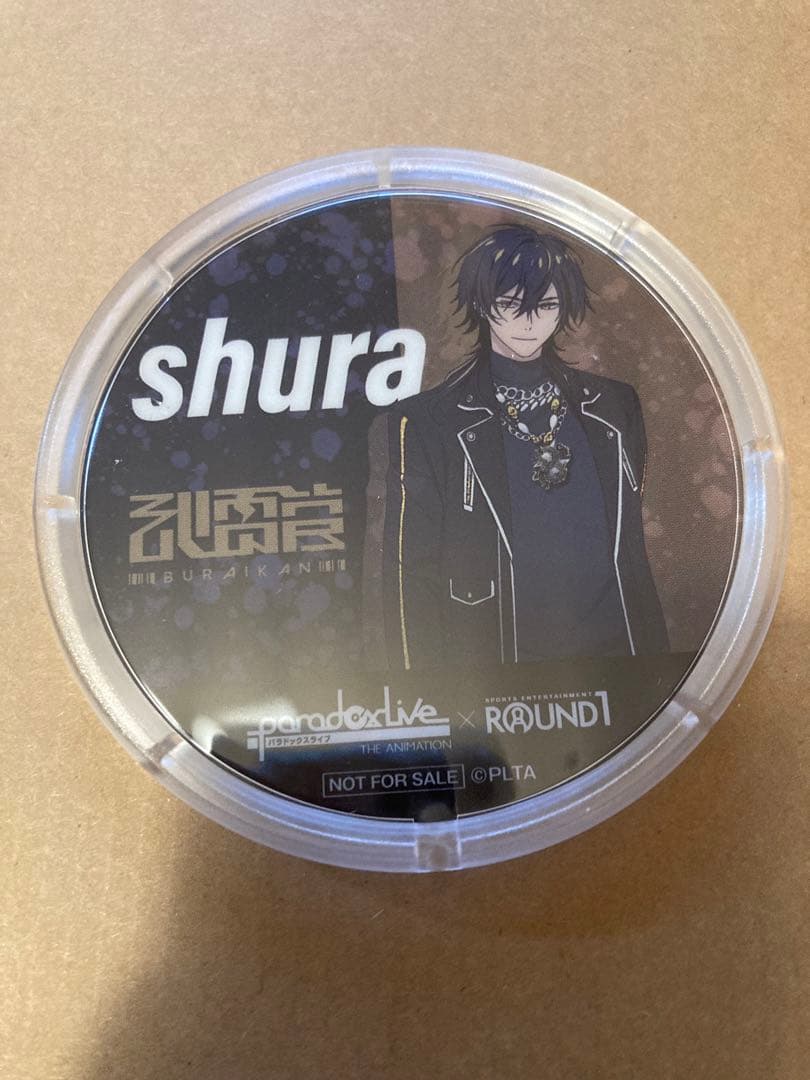 shura
BURAIKAN
paradoxLive × SPORTS ENTERTAINMENT ROUND1
パラドックスライブ
THE ANIMATION
NOT FOR SALE ©PLTA